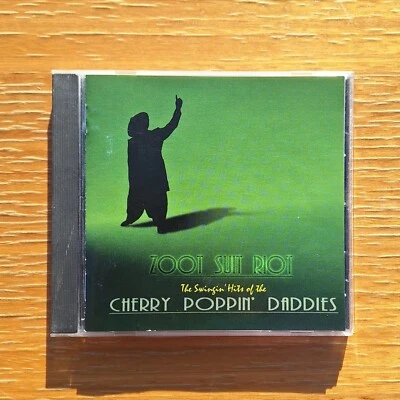 ZOOT SUIT RIOT
The Swingin' Hits of the
CHERRY POPPIN' DADDIES